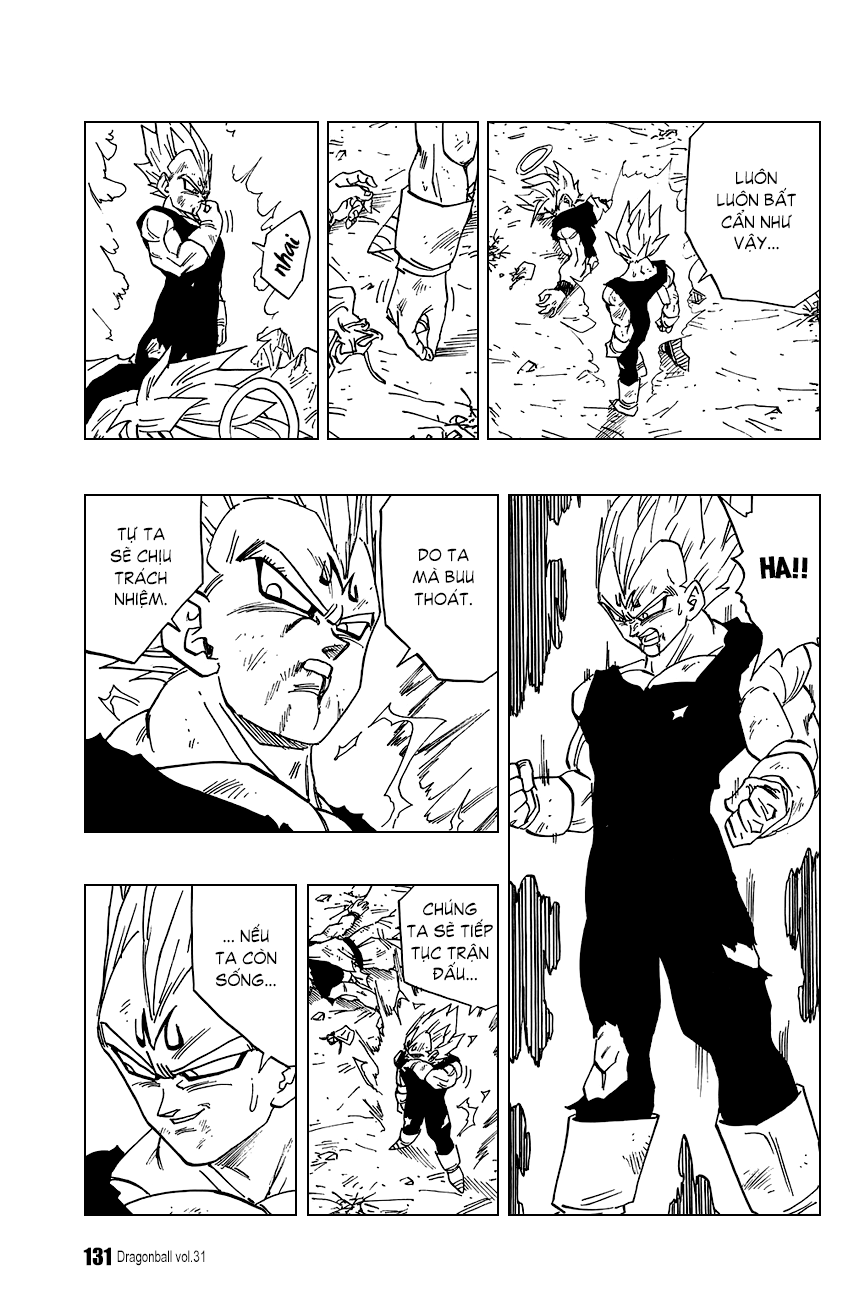 LUÔN
LUÔN BẤT
CẨN NHƯ
VẬY...
nhai
HA!!
DO TA
MÀ BUU
THOÁT.
TỰ TA
SẼ CHỊU
TRÁCH
NHIỆM.
CHÚNG
TA SẼ TIẾP
TỤC TRẬN
ĐẤU...
... NẾU
TA CÒN
SỐNG...
131 Dragonball vol.31